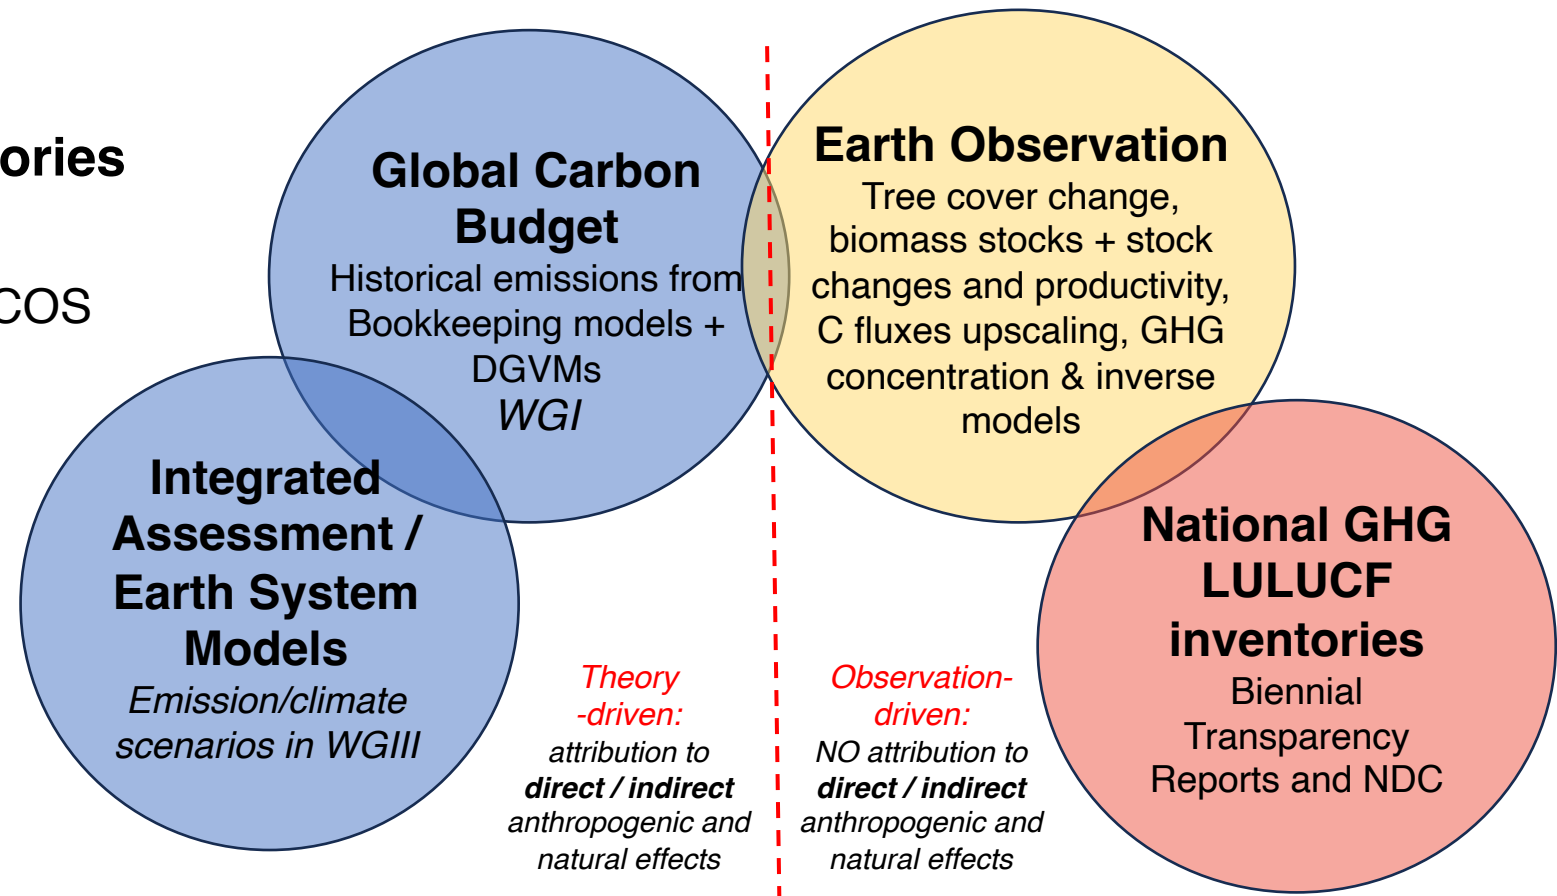 ories
COS
Global Carbon
Budget
Historical emissions from
Bookkeeping models +
DGVMs
WGI
Earth Observation
Tree cover change,
biomass stocks + stock
changes and productivity,
C fluxes upscaling, GHG
concentration & inverse
models
Integrated
Assessment /
Earth System
Models
Emission/climate
scenarios in WGIII
National GHG
LULUCF
inventories
Biennial
Transparency
Reports and NDC
Theory
-driven:
attribution to
direct / indirect
anthropogenic and
natural effects
Observation-
driven:
NO attribution to
direct / indirect
anthropogenic and
natural effects